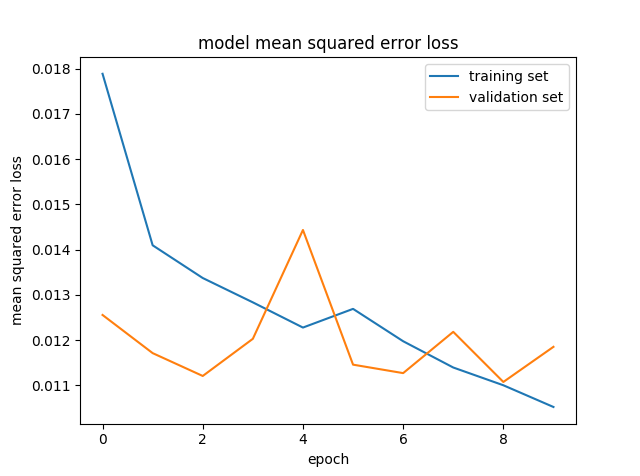 model mean squared error loss
training set
validation set
0.018
0.017
0.016
0.015
0.014
0.013
0.012
0.011
mean squared error loss
0 2 4 6 8
epoch